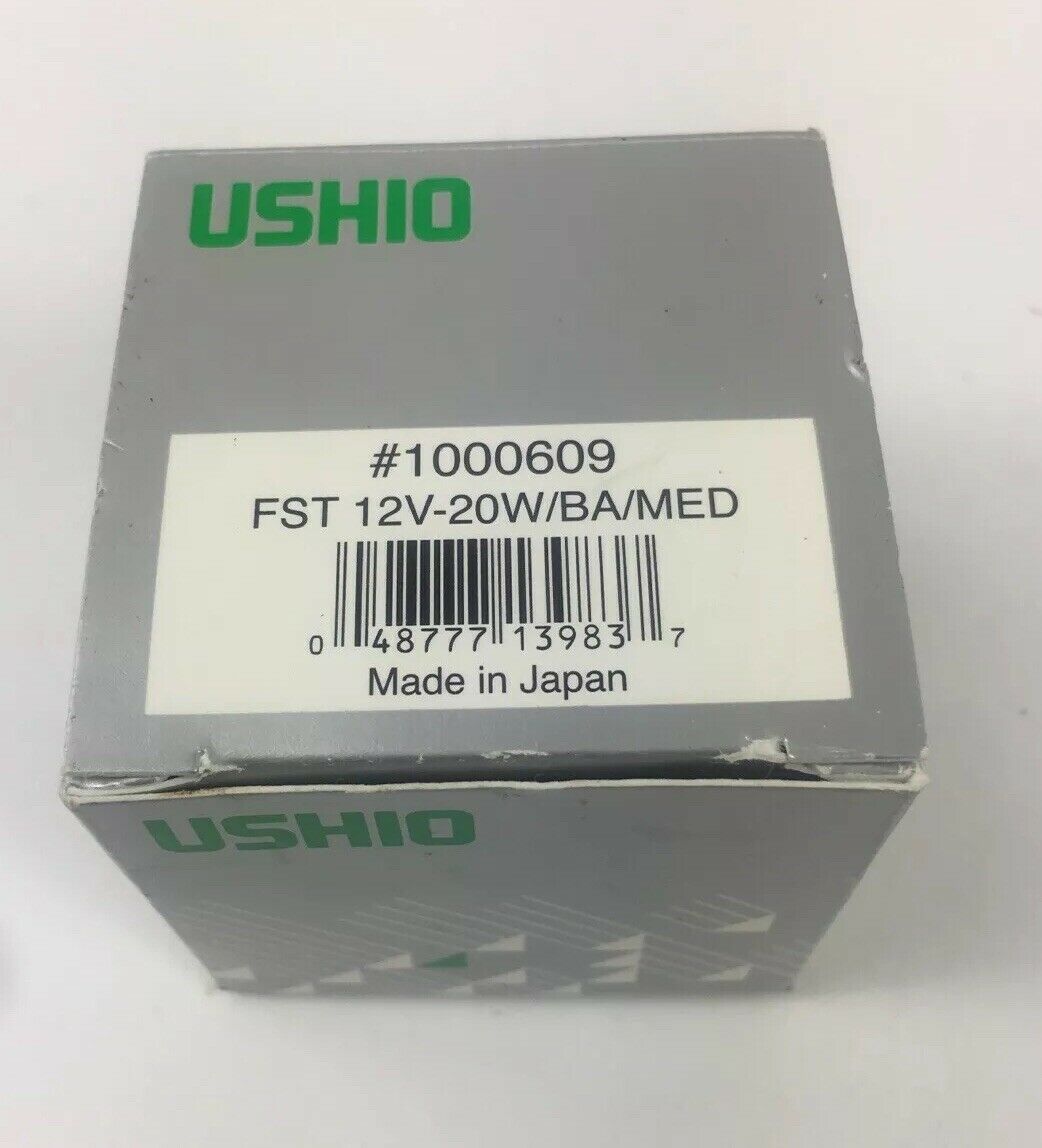 USHIO
#1000609
FST 12V-20W/BA/MED
0 48777 13983 7
Made in Japan
USHIO